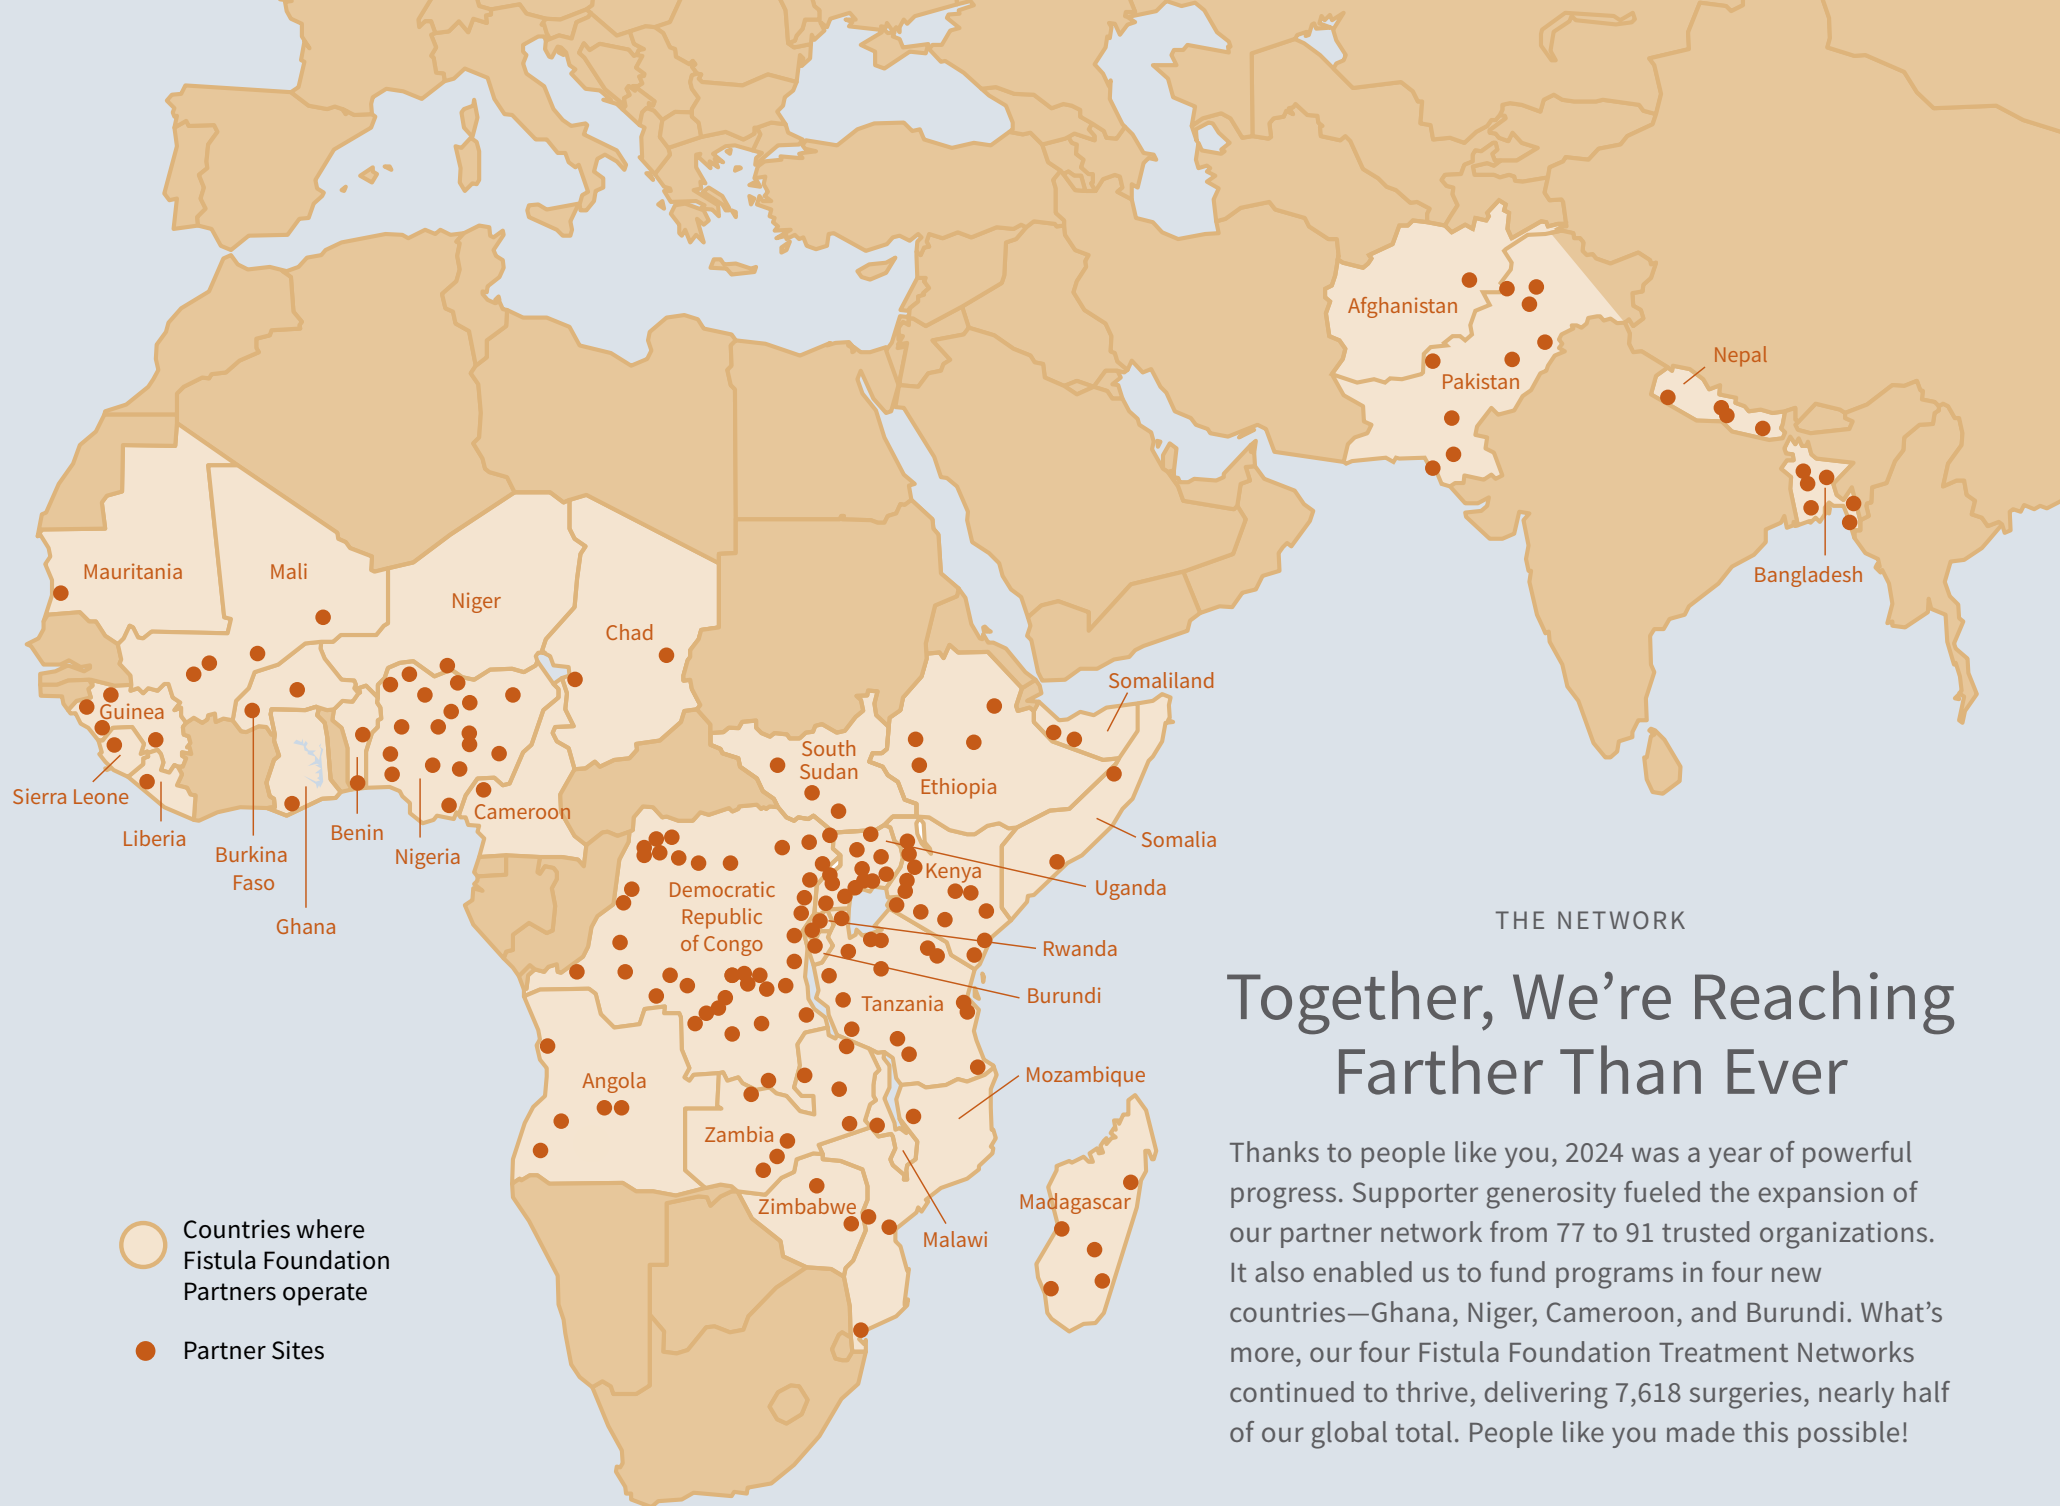 Afghanistan
Nepal
Pakistan
Bangladesh
Mauritania
Mali
Niger
Chad
Somaliland
Guinea
South
Sudan
Ethiopia
Sierra Leone
Cameroon
Liberia
Benin
Somalia
Burkina
Faso
Nigeria
Kenya
Uganda
Democratic
Republic
of Congo
Ghana
Rwanda
Burundi
Tanzania
Angola
Mozambique
Zambia
Zimbabwe
Madagascar
Malawi
Countries where
Fistula Foundation
Partners operate
Partner Sites
THE NETWORK
Together, We’re Reaching
Farther Than Ever
Thanks to people like you, 2024 was a year of powerful
progress. Supporter generosity fueled the expansion of
our partner network from 77 to 91 trusted organizations.
It also enabled us to fund programs in four new
countries—Ghana, Niger, Cameroon, and Burundi. What’s
more, our four Fistula Foundation Treatment Networks
continued to thrive, delivering 7,618 surgeries, nearly half
of our global total. People like you made this possible!